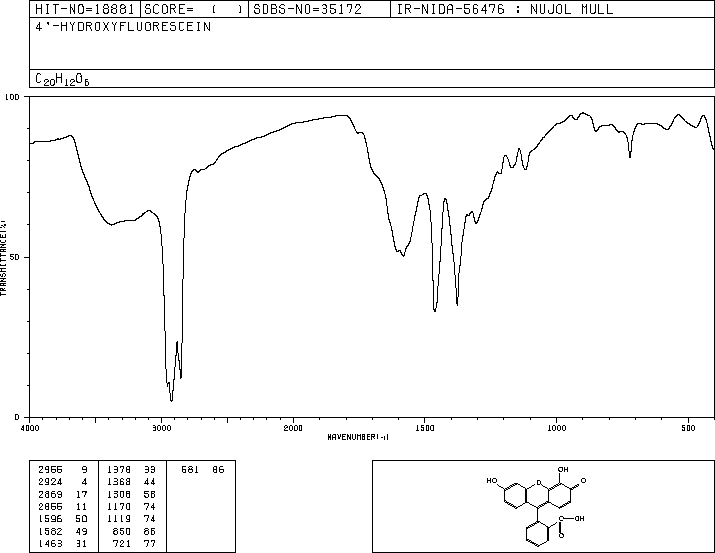 HIT-NO=18881 SCORE= ( ) SDBS-NO=35172 IR-NIDA-56476 : NUJOL MULL
4'-HYDROXYFLUORESCEIN
C20H12O6
100
50
0
TRANSMITTANCE(%)
4000 3000 2000 1500 1000 500
WAVENUMBER(-1)
2955 9 1378 33 681 86
2924 4 1368 44
2869 17 1308 58
2855 11 1170 74
1596 50 1119 74
1582 49 850 86
1463 31 721 77
OH
HO O O
C OH
O